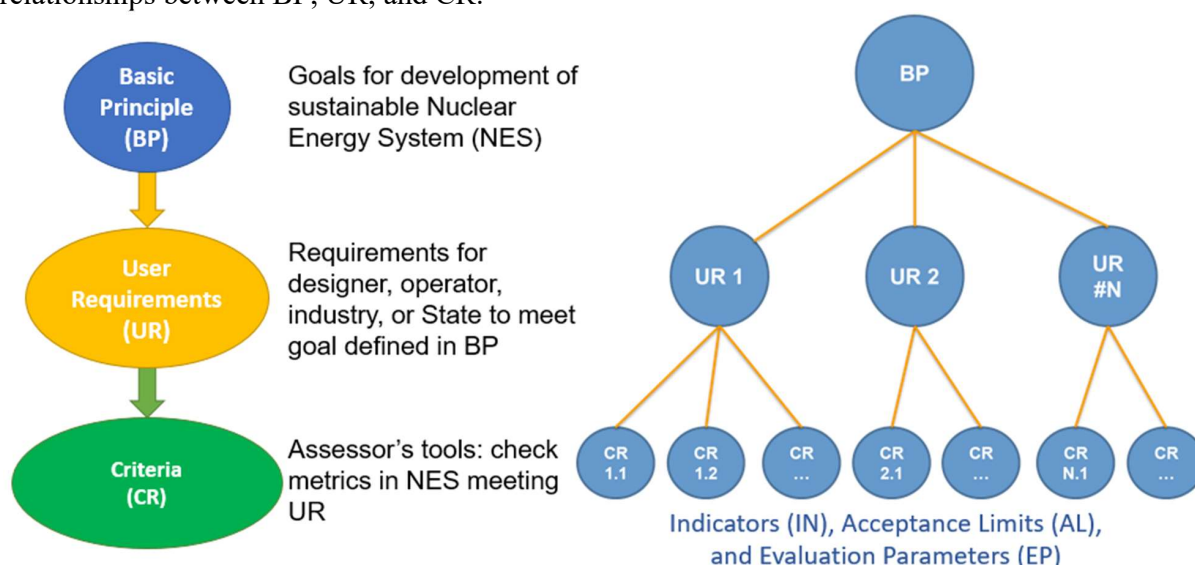 relationships between BP, UR, and CR.
Basic
Principle
(BP)
Goals for development of
sustainable Nuclear
Energy System (NES)
User
Requirements
(UR)
Requirements for
designer, operator,
industry, or State to meet
goal defined in BP
Criteria
(CR)
Assessor's tools: check
metrics in NES meeting
UR
BP
UR 1
UR 2
UR
#N
CR
1.1
CR
1.2
CR
...
CR
2.1
CR
...
CR
N.1
CR
...
Indicators (IN), Acceptance Limits (AL),
and Evaluation Parameters (EP)